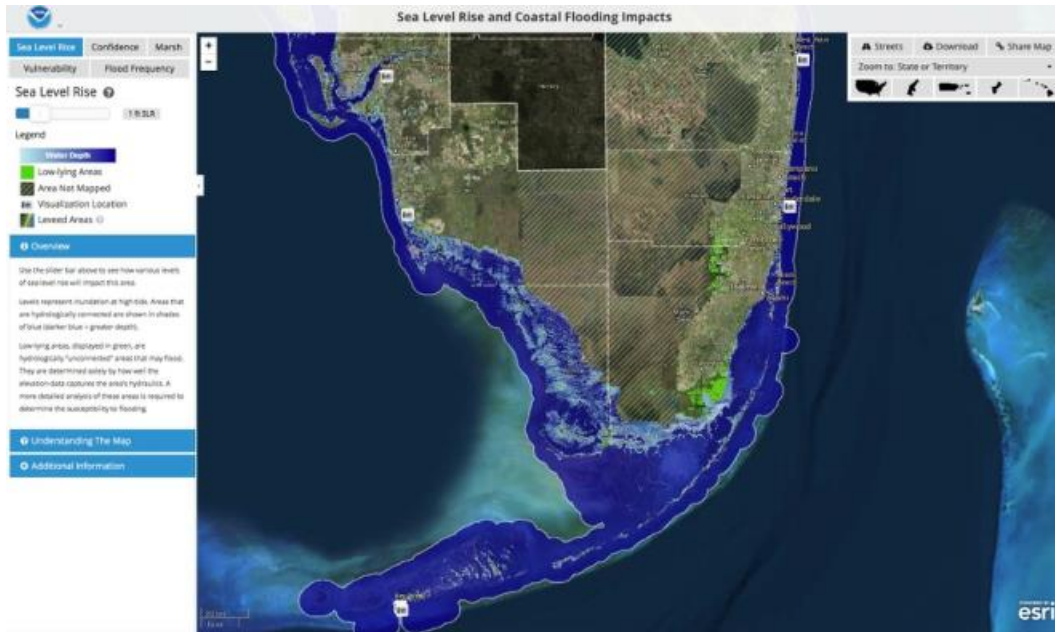 Sea Level Rise and Coastal Flooding Impacts
Sea Level Rise Confidence Marsh
Vulnerability Flood Frequency
Sea Level Rise
1 ft SLR
Legend
Water Depth
Low-lying Areas
Area Not Mapped
Visualization Location
Leveed Areas
Overview
Use the slider bar above to see how various levels
of sea level rise will impact this area.
Levels represent inundation at high tide. Areas that
are hydrologically connected are shown in shades
of blue (darker blue = greater depth).
Low-lying areas, displayed in green, are
hydrologically "unconnected" areas that may flood.
They are determined solely by how well the
elevation data captures the area's hydraulics. A
more detailed analysis of these areas is required to
determine the susceptibility to flooding.
Understanding The Map
Additional Information
+
−
Streets Download Share Map
Zoom to: State or Territory
esri